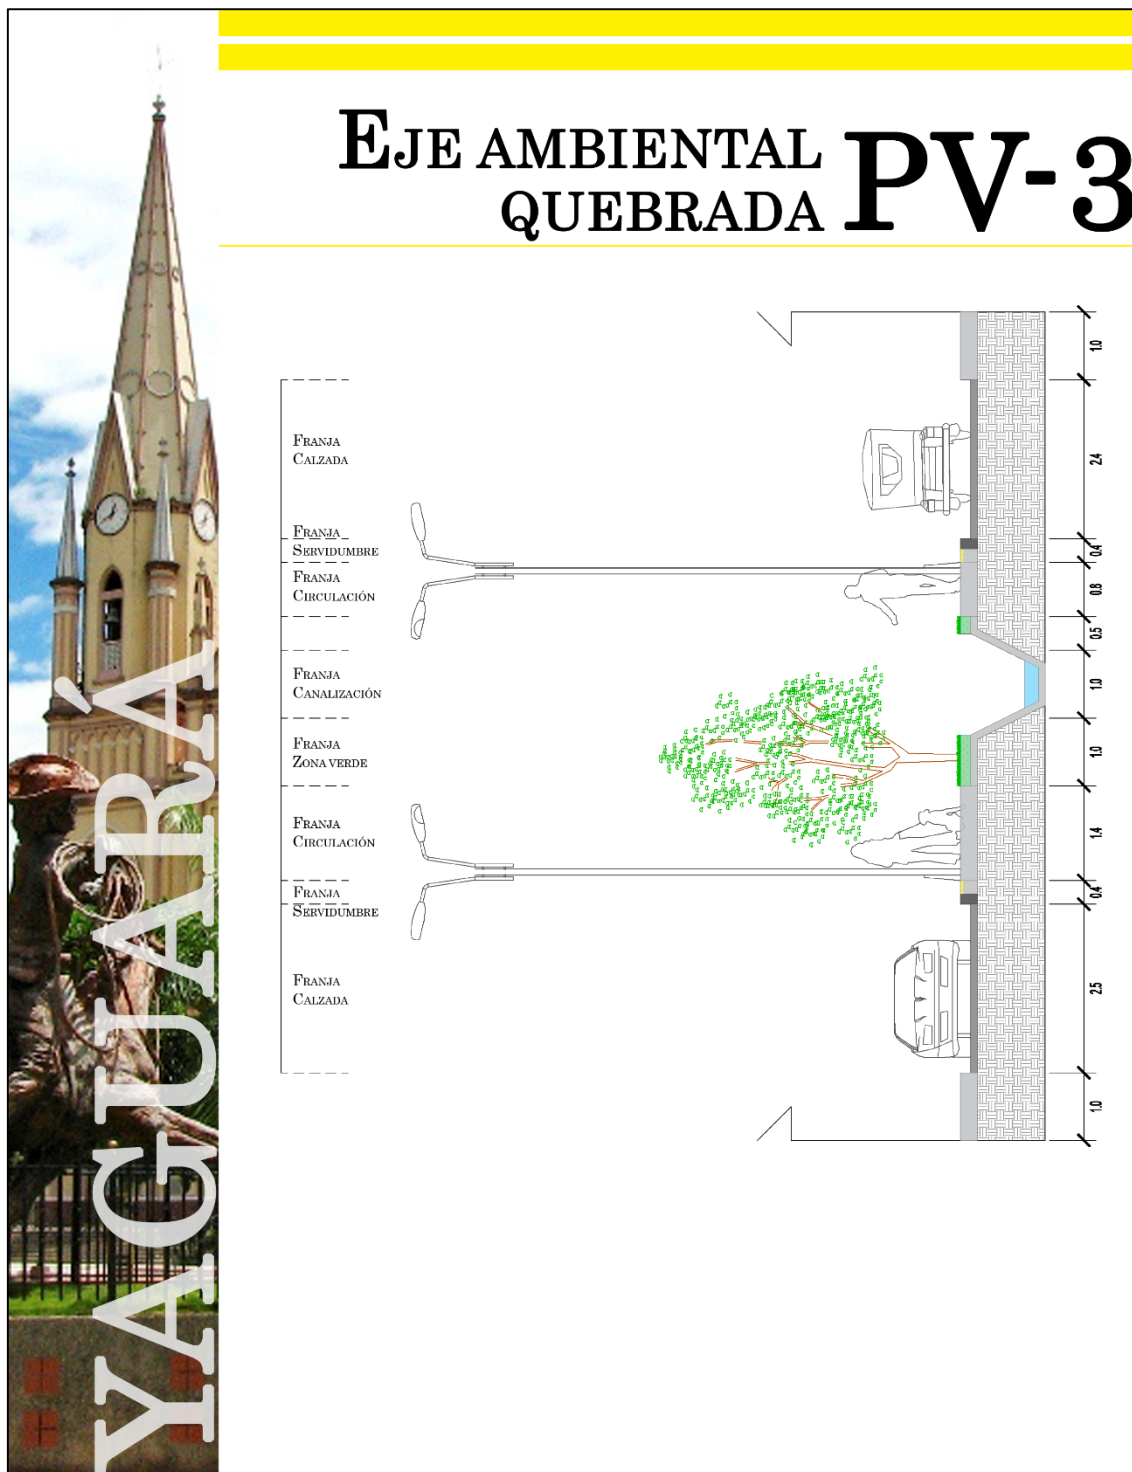 EJE AMBIENTAL
QUEBRADA
PV-3
YAGUARÁ
FRANJA
CALZADA
FRANJA
SERVIDUMBRE
FRANJA
CIRCULACIÓN
FRANJA
CANALIZACIÓN
FRANJA
ZONA VERDE
FRANJA
CIRCULACIÓN
FRANJA
SERVIDUMBRE
FRANJA
CALZADA
1.0
2.4
0.4
0.8
0.5
1.0
1.0
1.4
0.4
2.5
1.0